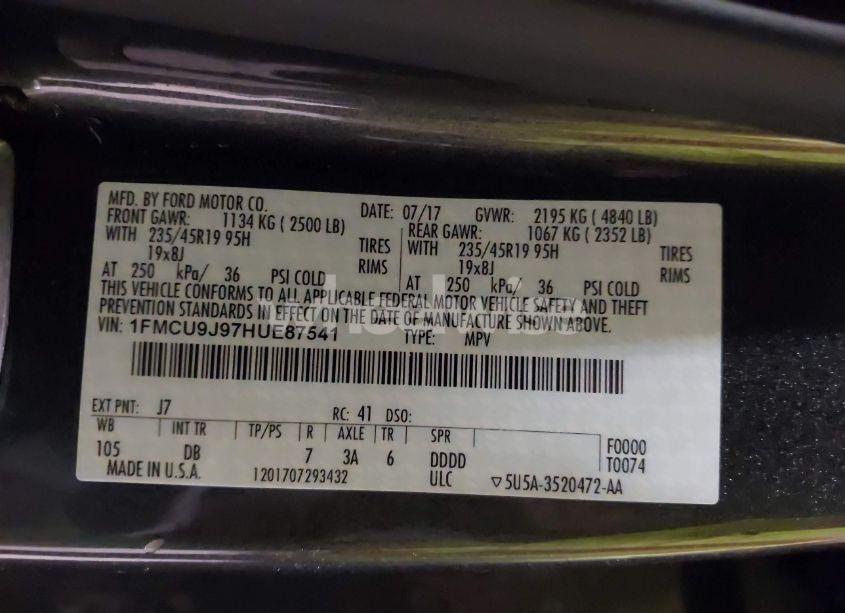 MFD. BY FORD MOTOR CO. DATE: 07/17 GVWR: 2195 KG ( 4840 LB)
FRONT GAWR: 1134 KG ( 2500 LB) REAR GAWR: 1067 KG ( 2352 LB)
WITH 235/45R19 95H TIRES WITH 235/45R19 95H TIRES
19x8J RIMS 19x8J RIMS
AT 250 kPa/ 36 PSI COLD AT 250 kPa/ 36 PSI COLD
THIS VEHICLE CONFORMS TO ALL APPLICABLE FEDERAL MOTOR VEHICLE SAFETY AND THEFT
PREVENTION STANDARDS IN EFFECT ON THE DATE OF MANUFACTURE SHOWN ABOVE.
VIN: 1FMCU9J97HUE87541 TYPE: MPV
EXT PNT: J7 RC: 41 DSO:
WB INT TR TP/PS R AXLE TR SPR F0000
105 DB 7 3A 6 DDDD T0074
MADE IN U.S.A. 1201707293432 ULC ▽5U5A-3520472-AA